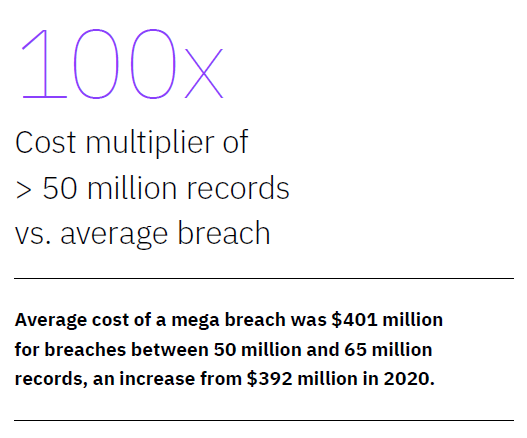 100x
Cost multiplier of
> 50 million records
vs. average breach
Average cost of a mega breach was $401 million
for breaches between 50 million and 65 million
records, an increase from $392 million in 2020.